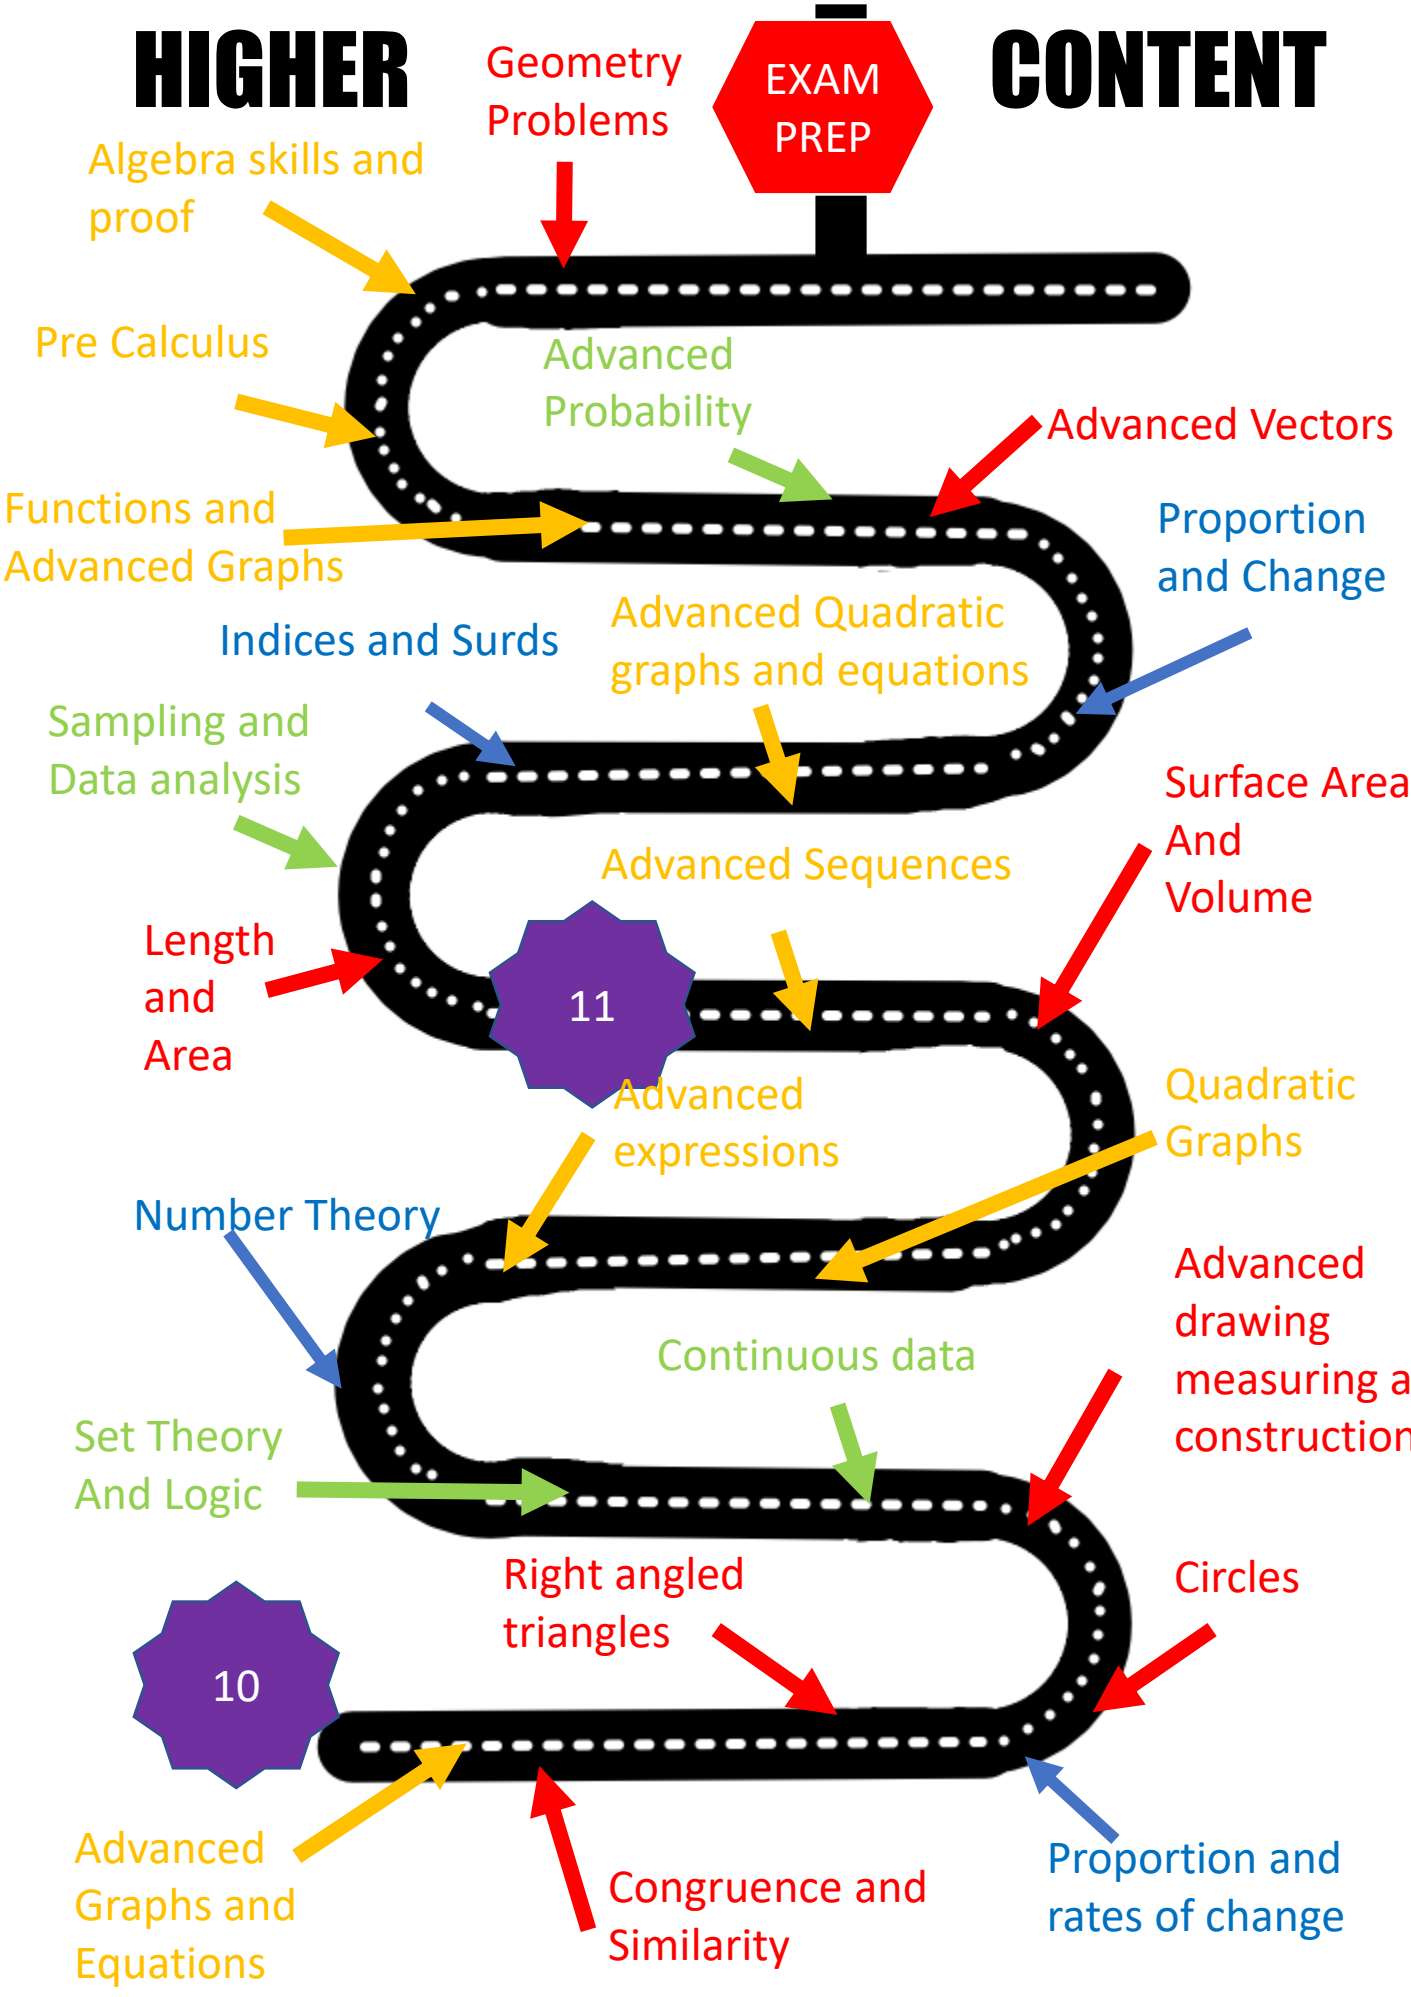 HIGHER
CONTENT
Geometry
Problems
EXAM
PREP
Algebra skills and
proof
Pre Calculus
Advanced
Probability
Advanced Vectors
Functions and
Advanced Graphs
Proportion
and Change
Indices and Surds
Advanced Quadratic
graphs and equations
Sampling and
Data analysis
Surface Area
And
Volume
Advanced Sequences
Length
and
Area
11
Advanced
expressions
Quadratic
Graphs
Number Theory
Advanced
drawing
measuring a
construction
Continuous data
Set Theory
And Logic
Right angled
triangles
Circles
10
Advanced
Graphs and
Equations
Congruence and
Similarity
Proportion and
rates of change